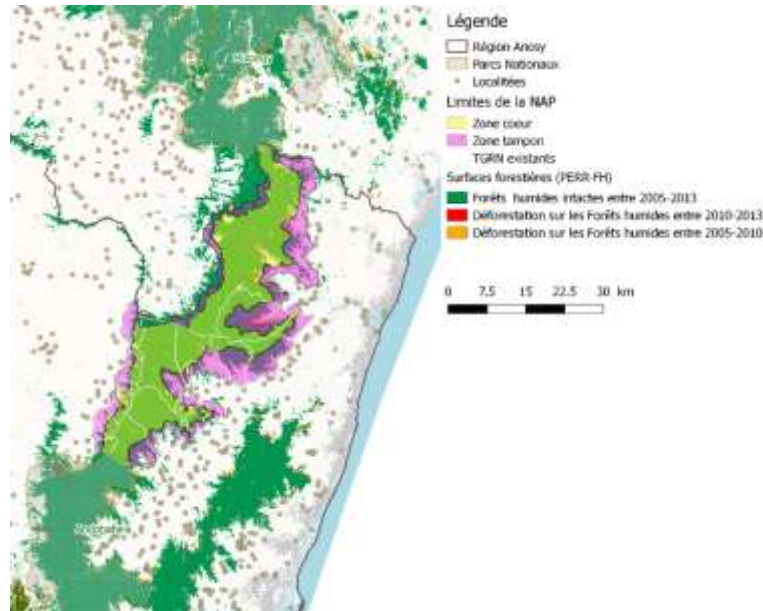 Légende
Région Anosy
Parcs Nationaux
Localitées
Limites de la NAP
Zone coeur
Zone tampon
TGRN existants
Surfaces forestières (PERR-FH)
Forêts humides intactes entre 2005-2013
Déforestation sur les Forêts humides entre 2010-2013
Déforestation sur les Forêts humides entre 2005-2010
0 7.5 15 22.5 30 km